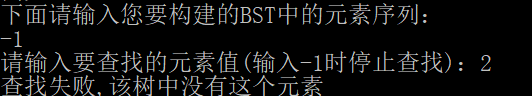 下面请输入您要构建的BST中的元素序列：
-1
请输入要查找的元素值(输入-1时停止查找)：2
查找失败,该树中没有这个元素